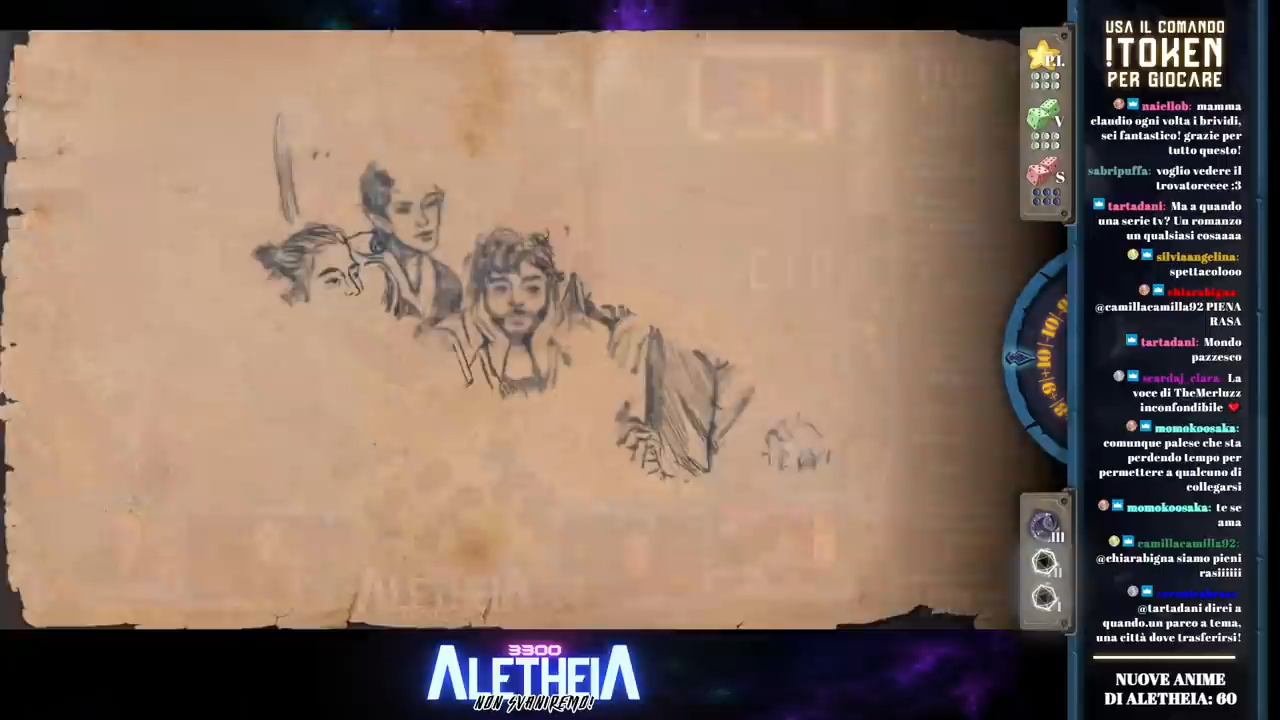 USA IL COMANDO
!TOKEN
PER GIOCARE
naiellob: mamma
claudio ogni volta i brividi,
sei fantastico! grazie per
tutto questo!
sabripuffa: voglio vedere il
trovatoreeee :3
tartadani: Ma a quando
una serie tv? Un romanzo
un qualsiasi cosaaaa
silviaangelina:
spettacolooo
chiarabigna:
@camillacamilla92 PIENA
RASA
tartadani: Mondo
pazzesco
scardaj_clara: La
voce di TheMerluzz
inconfondibile
momokoosaka:
comunque palese che sta
perdendo tempo per
permettere a qualcuno di
collegarsi
momokoosaka: te se
ama
camillacamilla92:
@chiarabigna siamo pieni
rasiiiiii
@tartadani direi a
quando.un parco a tema,
una città dove trasferirsi!
NUOVE ANIME
DI ALETHEIA: 60
P.I.
V
S
III
II
I
3300
ALETHEIA
NON SVANIREMO!